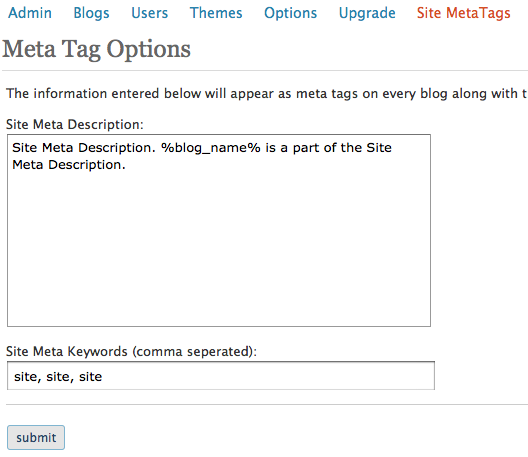 Admin Blogs Users Themes Options Upgrade Site MetaTags
Meta Tag Options
The information entered below will appear as meta tags on every blog along with t
Site Meta Description:
Site Meta Description. %blog_name% is a part of the Site
Meta Description.
Site Meta Keywords (comma seperated):
site, site, site
submit